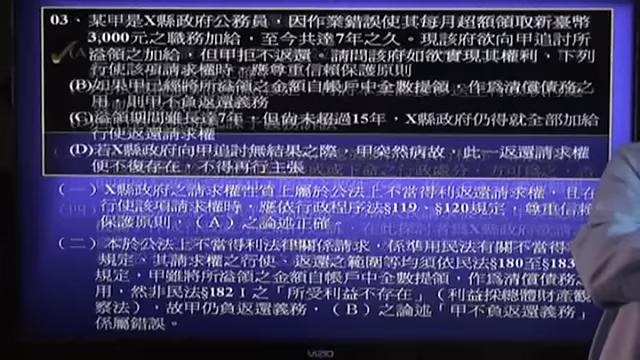 03、某甲是X縣政府公務員，因作業錯誤使其每月超額領取新臺幣
3,000元之職務加給，至今共達7年之久。現該府欲向甲追討所
溢領之加給，但甲拒不返還。請問該府如欲實現其權利，下列
行使該項請求權時，應尊重信賴保護原則
(B)如果甲已經將所溢領之金額自帳戶中全數提領，作為清償債務之
用，則甲不負返還義務
(C)溢領期間雖長達7年，但尚未超過15年，X縣政府仍得就全部加給
行使返還請求權
(D)若X縣政府向甲追討無結果之際，甲突然病故，此一返還請求權
便不復存在，不得再行主張
(一) X縣政府之請求權性質上屬於公法上不當得利返還請求權，且在
行使該項請求權時，應依行政程序法§119、§120規定，尊重信賴
保護原則，（A）之論述正確
(二) 本於公法上不當得利法律關係請求，係準用民法有關不當得
規定，其請求權之行使、返還之範圍等均須依民法§180至§183
規定，甲雖將所溢領之金額自帳戶中全數提領，作為清償債務之
用，然非民法§182 I 之「所受利益不存在」（利益採總體財產觀
察法），故甲仍負返還義務，（B）之論述「甲不負返還義務」
係屬錯誤。
VIZIO